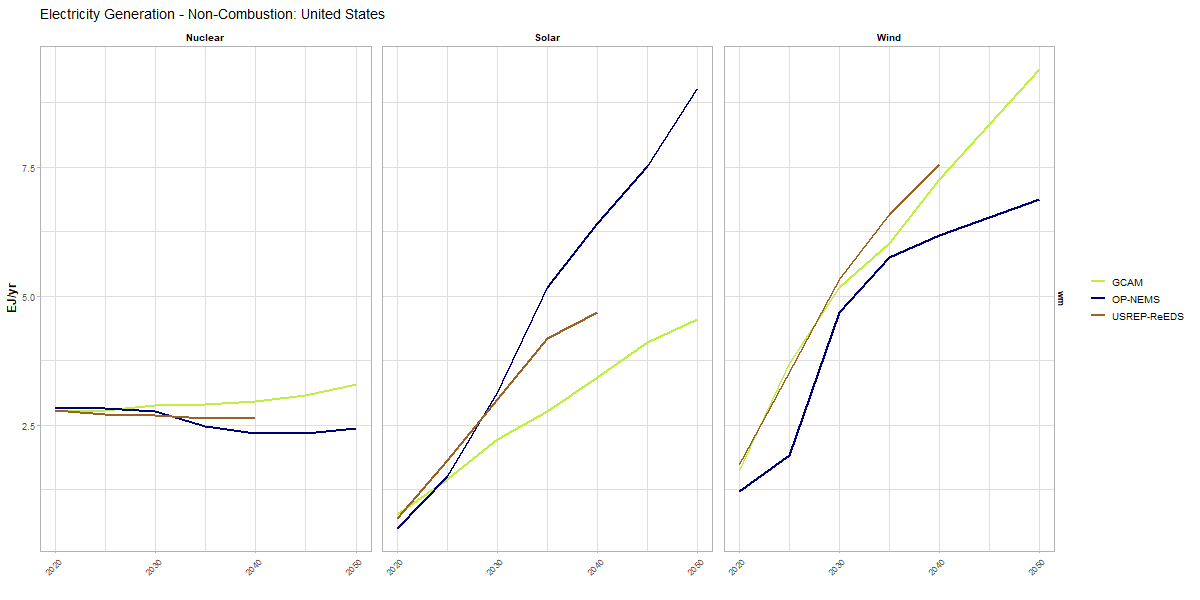 Electricity Generation - Non-Combustion: United States
Nuclear
Solar
Wind
EJ/yr
7.5
5.0
2.5
2020
2030
2040
2050
2020
2030
2040
2050
2020
2030
2040
2050
wm
GCAM
OP-NEMS
USREP-ReEDS